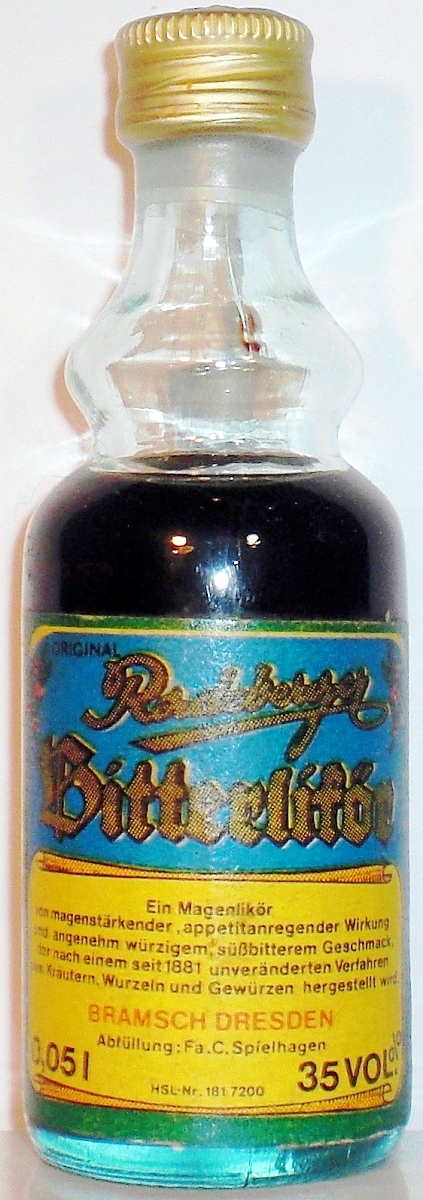 ORIGINAL
Radeberger
Bitterlikör
Ein Magenlikör
von magenstärkender, appetitanregender Wirkung
und angenehm würzigem, süßbitterem Geschmack,
der nach einem seit 1881 unveränderten Verfahren
Kräutern, Wurzeln und Gewürzen hergestellt wird.
BRAMSCH DRESDEN
Abfüllung: Fa. C. Spielhagen
0,05 l
35 VOL.%
HSL-Nr. 181 7200